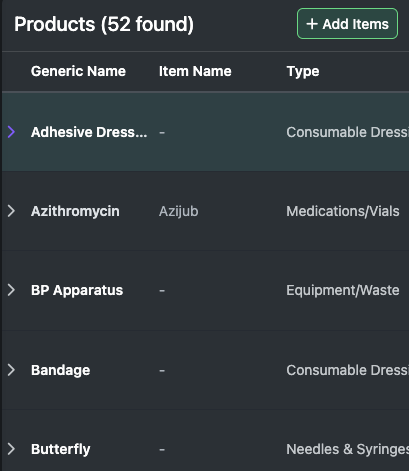 Products (52 found)
+ Add Items
Generic Name Item Name Type
Adhesive Dress... - Consumable Dressi
Azithromycin Azijub Medications/Vials
BP Apparatus - Equipment/Waste
Bandage - Consumable Dressi
Butterfly - Needles & Syringes